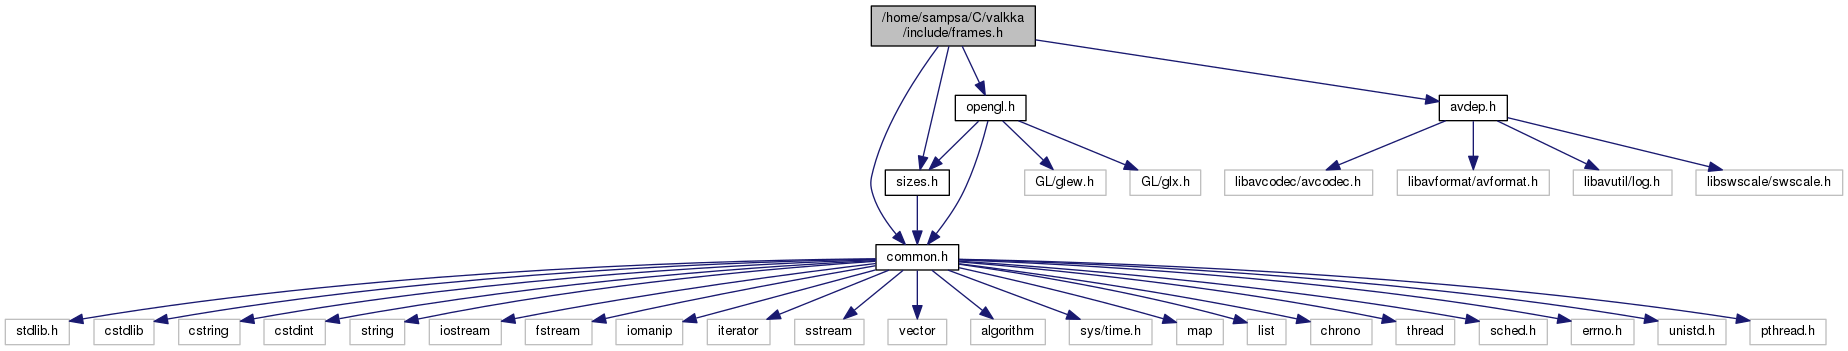 /home/sampsa/C/valkka
/include/frames.h
opengl.h
avdep.h
sizes.h
GL/glew.h
GL/glx.h
libavcodec/avcodec.h
libavformat/avformat.h
libavutil/log.h
libswscale/swscale.h
common.h
stdlib.h
cstdlib
cstring
cstdint
string
iostream
fstream
iomanip
iterator
sstream
vector
algorithm
sys/time.h
map
list
chrono
thread
sched.h
errno.h
unistd.h
pthread.h